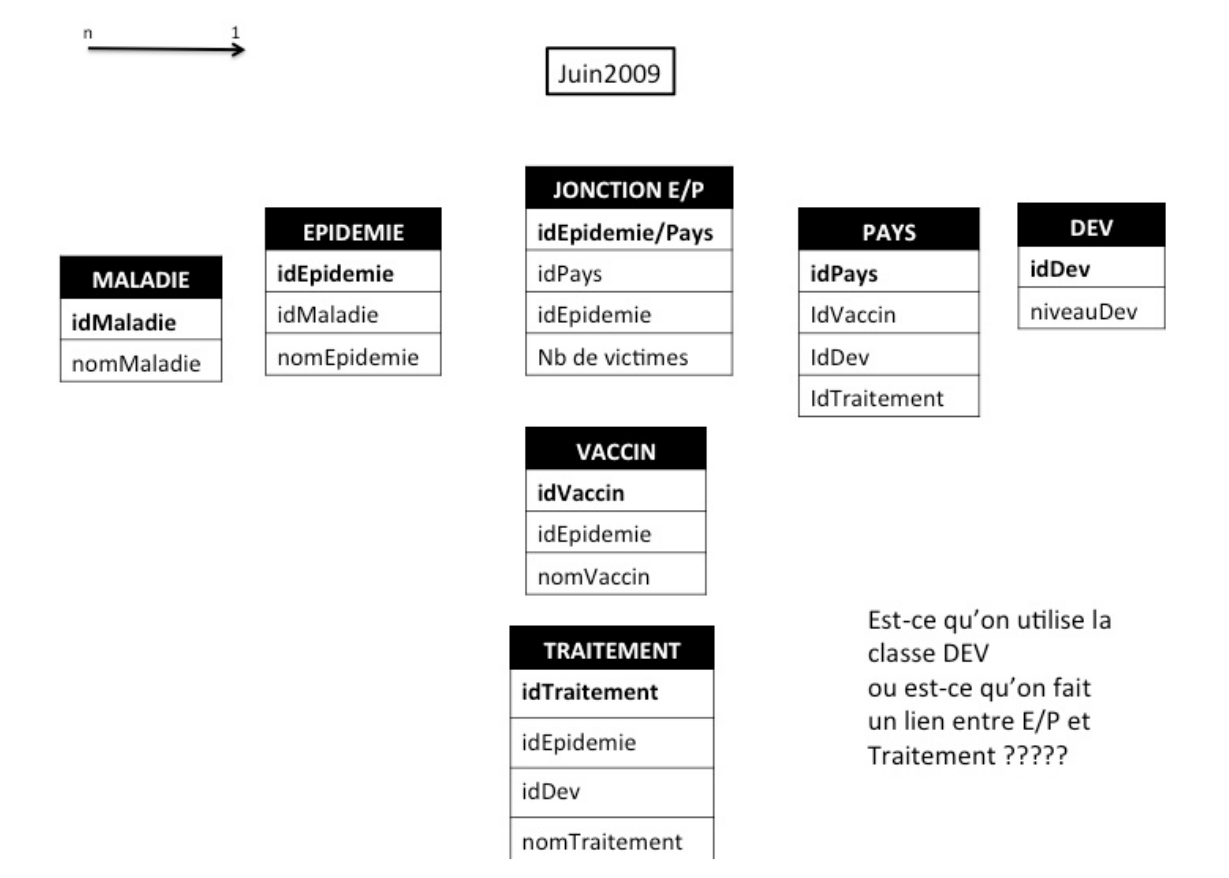 n 1
Juin2009
MALADIE
idMaladie
nomMaladie
EPIDEMIE
idEpidemie
idMaladie
nomEpidemie
JONCTION E/P
idEpidemie/Pays
idPays
idEpidemie
Nb de victimes
PAYS
idPays
IdVaccin
IdDev
IdTraitement
DEV
idDev
niveauDev
VACCIN
idVaccin
idEpidemie
nomVaccin
TRAITEMENT
idTraitement
idEpidemie
idDev
nomTraitement
Est-ce qu’on utilise la
classe DEV
ou est-ce qu’on fait
un lien entre E/P et
Traitement ?????